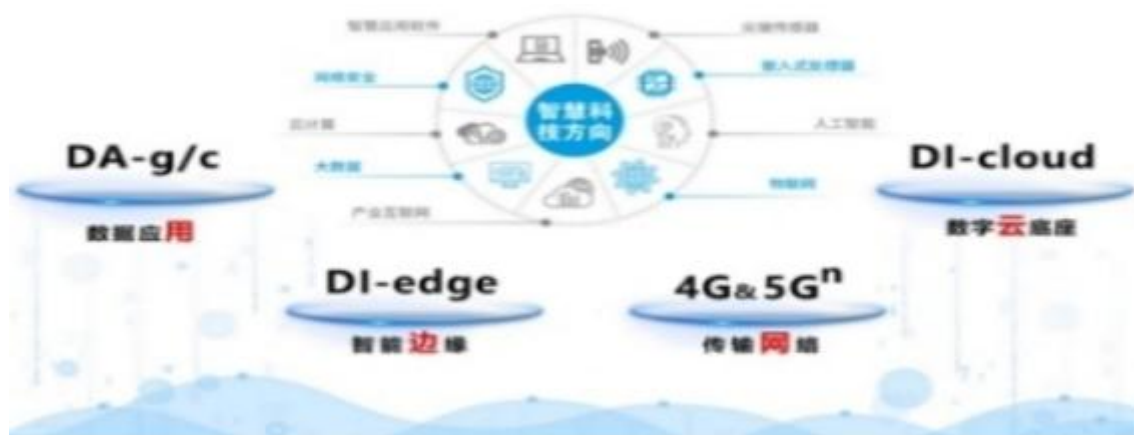 智慧应用软件
尖端传感器
网络安全
嵌入式处理器
智慧科
技方向
云计算
人工智能
大数据
物联网
产业互联网
DA-g/c
数据应用
DI-cloud
数字云底座
DI-edge
智能边缘
4G&5Gⁿ
传输网络